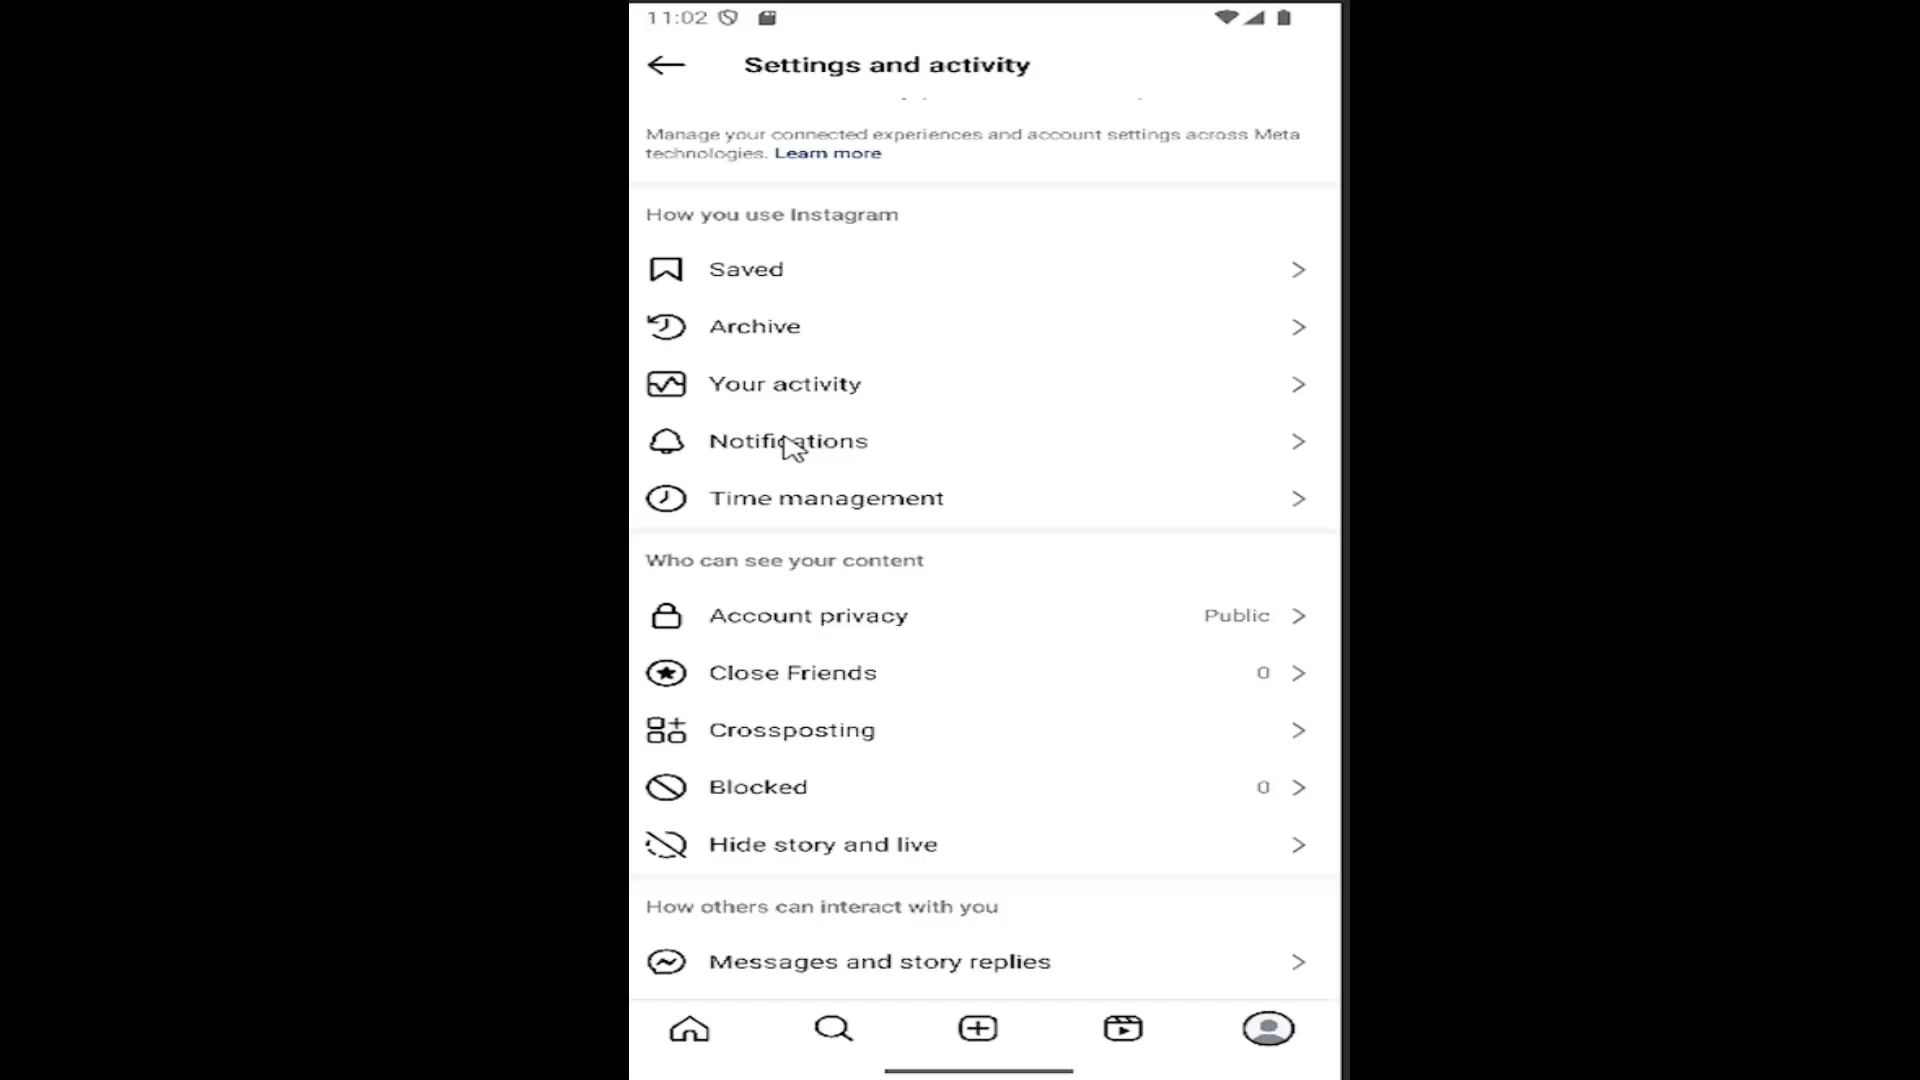 11:02
Settings and activity
Manage your connected experiences and account settings across Meta
technologies. Learn more
How you use Instagram
Saved
Archive
Your activity
Notifications
Time management
Who can see your content
Account privacy Public
Close Friends 0
Crossposting
Blocked 0
Hide story and live
How others can interact with you
Messages and story replies